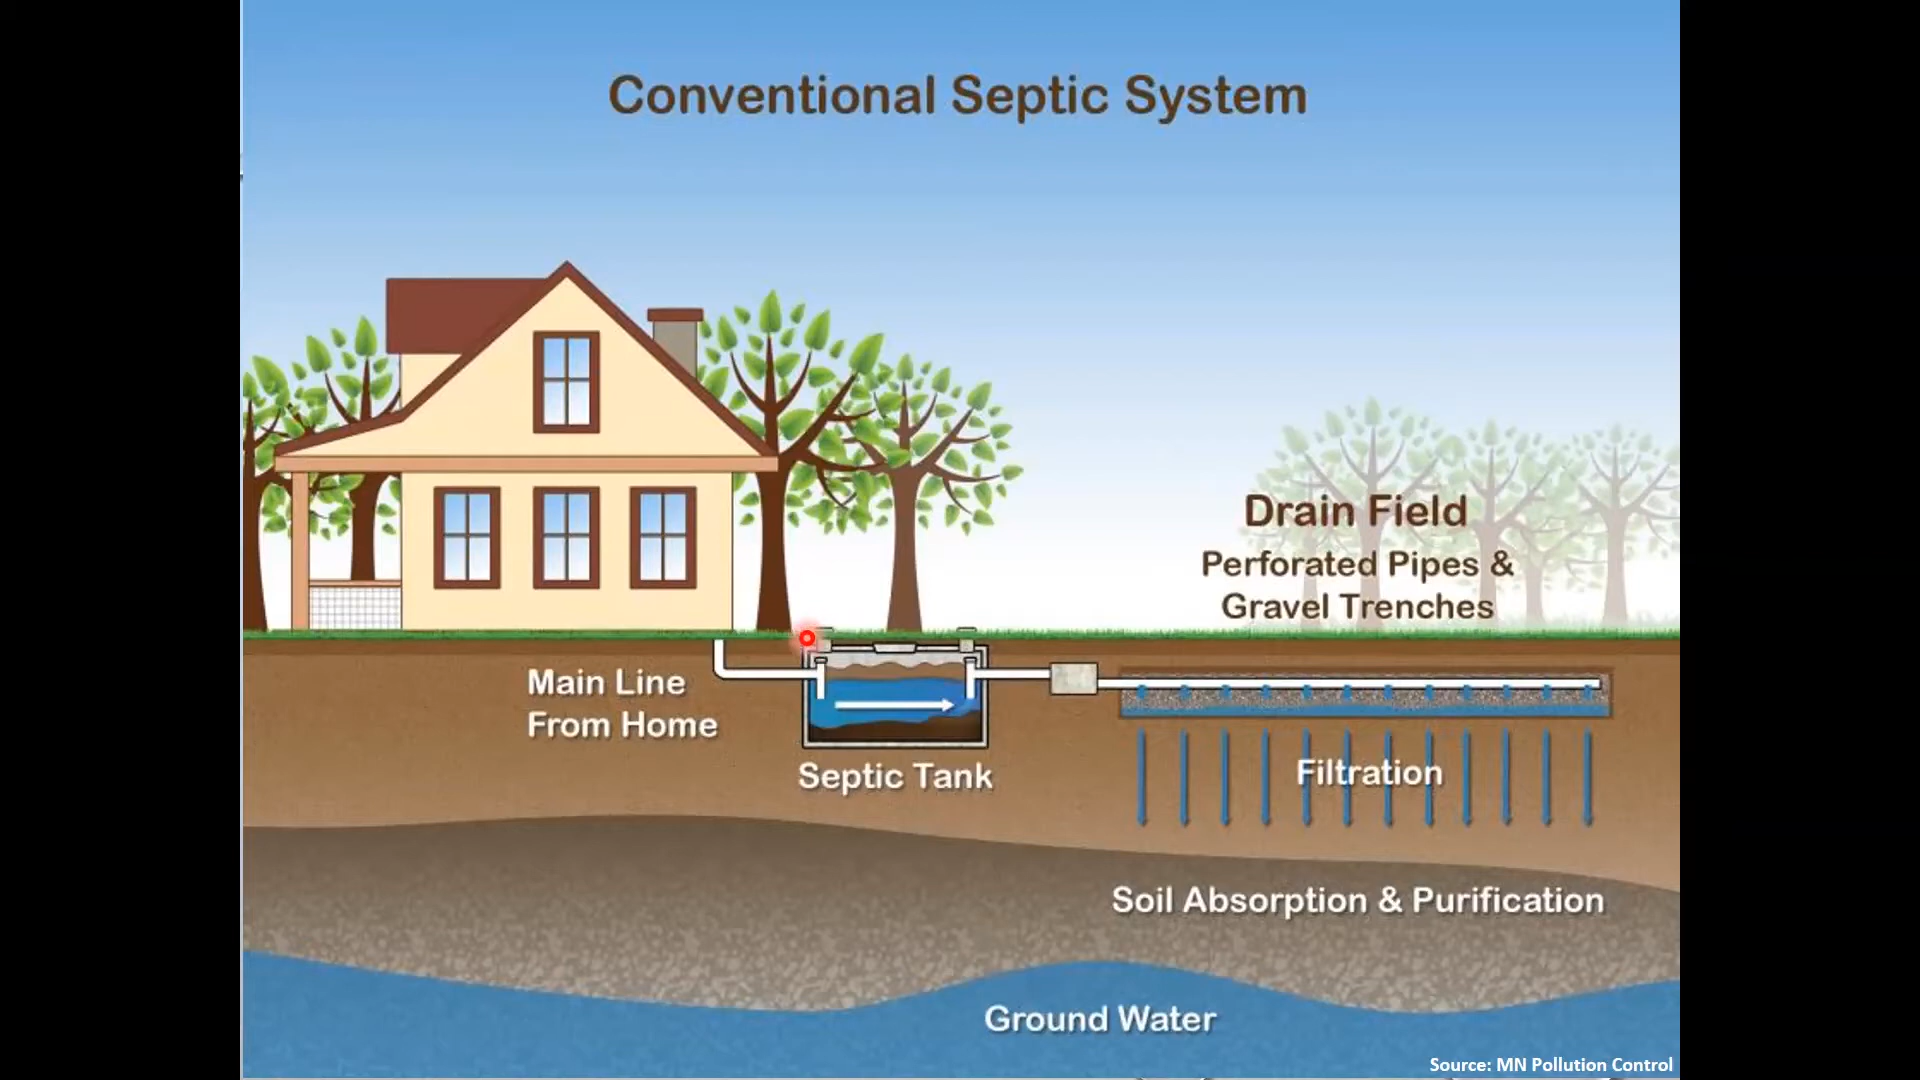 Conventional Septic System
Drain Field
Perforated Pipes &
Gravel Trenches
Main Line
From Home
Septic Tank
Filtration
Soil Absorption & Purification
Ground Water
Source: MN Pollution Control